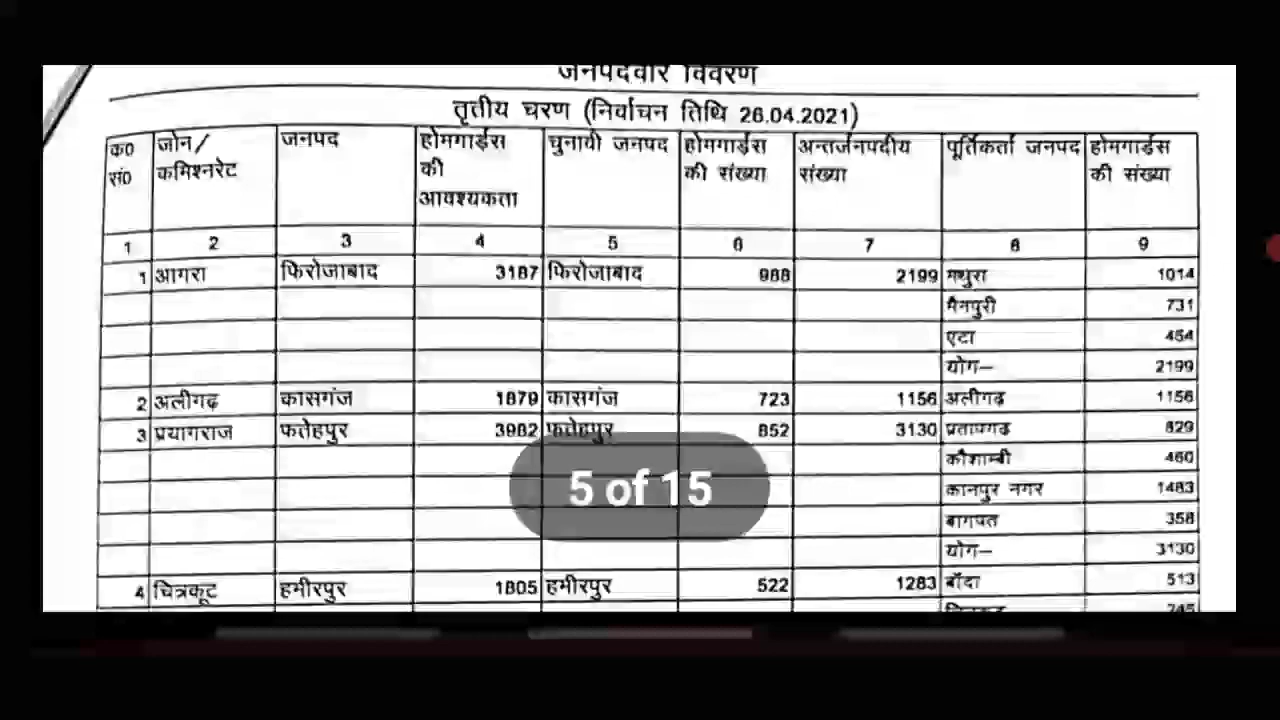 जनपदवार विवरण
तृतीय चरण (निर्वाचन तिथि 26.04.2021)
क0 सं0 जोन/ कमिश्नरेट जनपद होमगार्ड्स की आवश्यकता चुनावी जनपद होमगार्ड्स की संख्या अन्तर्जनपदीय संख्या पूर्तिकर्ता जनपद होमगार्ड्स की संख्या
1 2 3 4 5 6 7 8 9
1 आगरा फिरोजाबाद 3187 फिरोजाबाद 988 2199 मथुरा 1014
मैनपुरी 731
एटा 454
योग- 2199
2 अलीगढ़ कासगंज 1879 कासगंज 723 1156 अलीगढ़ 1156
3 प्रयागराज फतेहपुर 3982 फतेहपुर 852 3130 प्रतापगढ़ 829
कौशाम्बी 460
कानपुर नगर 1483
5 of 15
बागपत 358
योग- 3130
4 चित्रकूट हमीरपुर 1805 हमीरपुर 522 1283 बाँदा 513